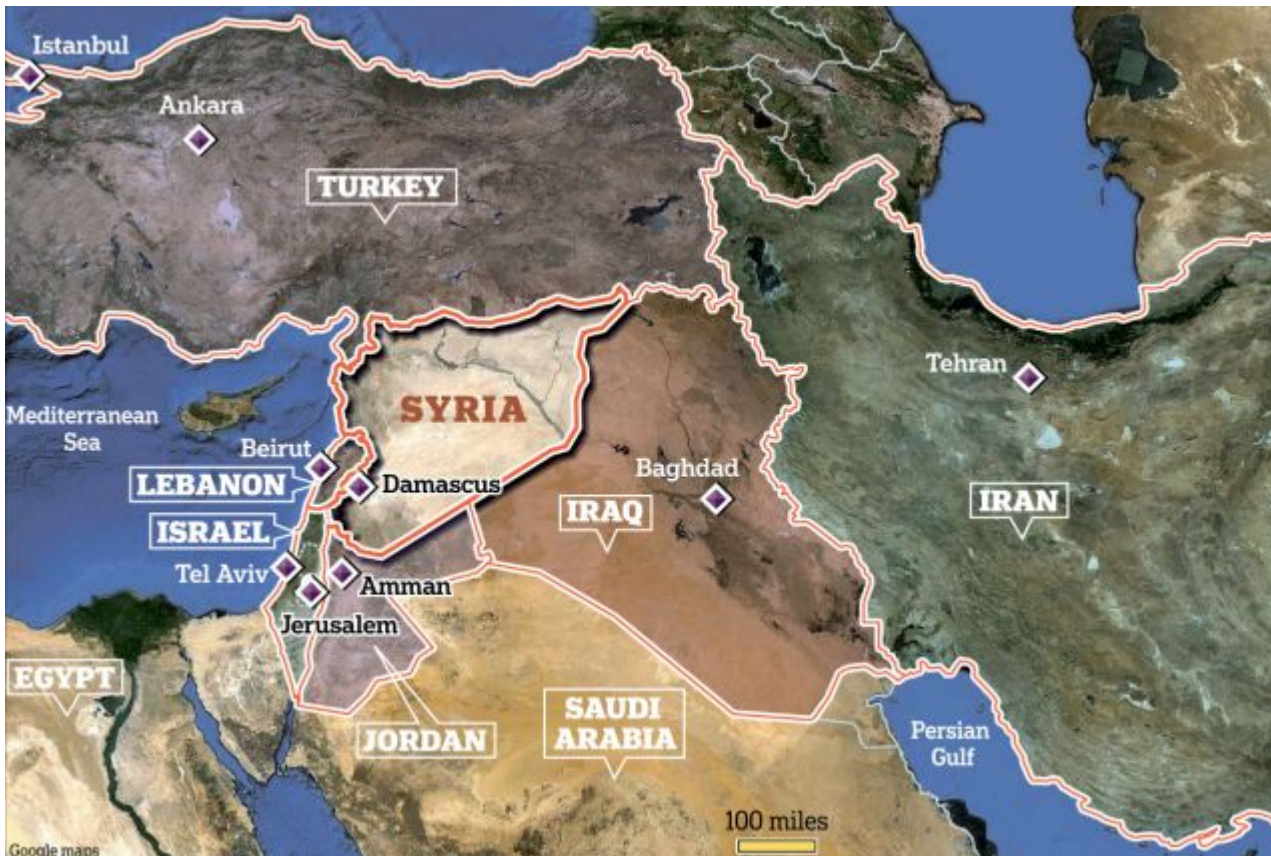 Istanbul
Ankara
TURKEY
Tehran
Mediterranean
Sea
SYRIA
Beirut
LEBANON
Damascus
Baghdad
IRAQ
IRAN
ISRAEL
Tel Aviv
Amman
Jerusalem
EGYPT
JORDAN
SAUDI
ARABIA
Persian
Gulf
100 miles
Google maps